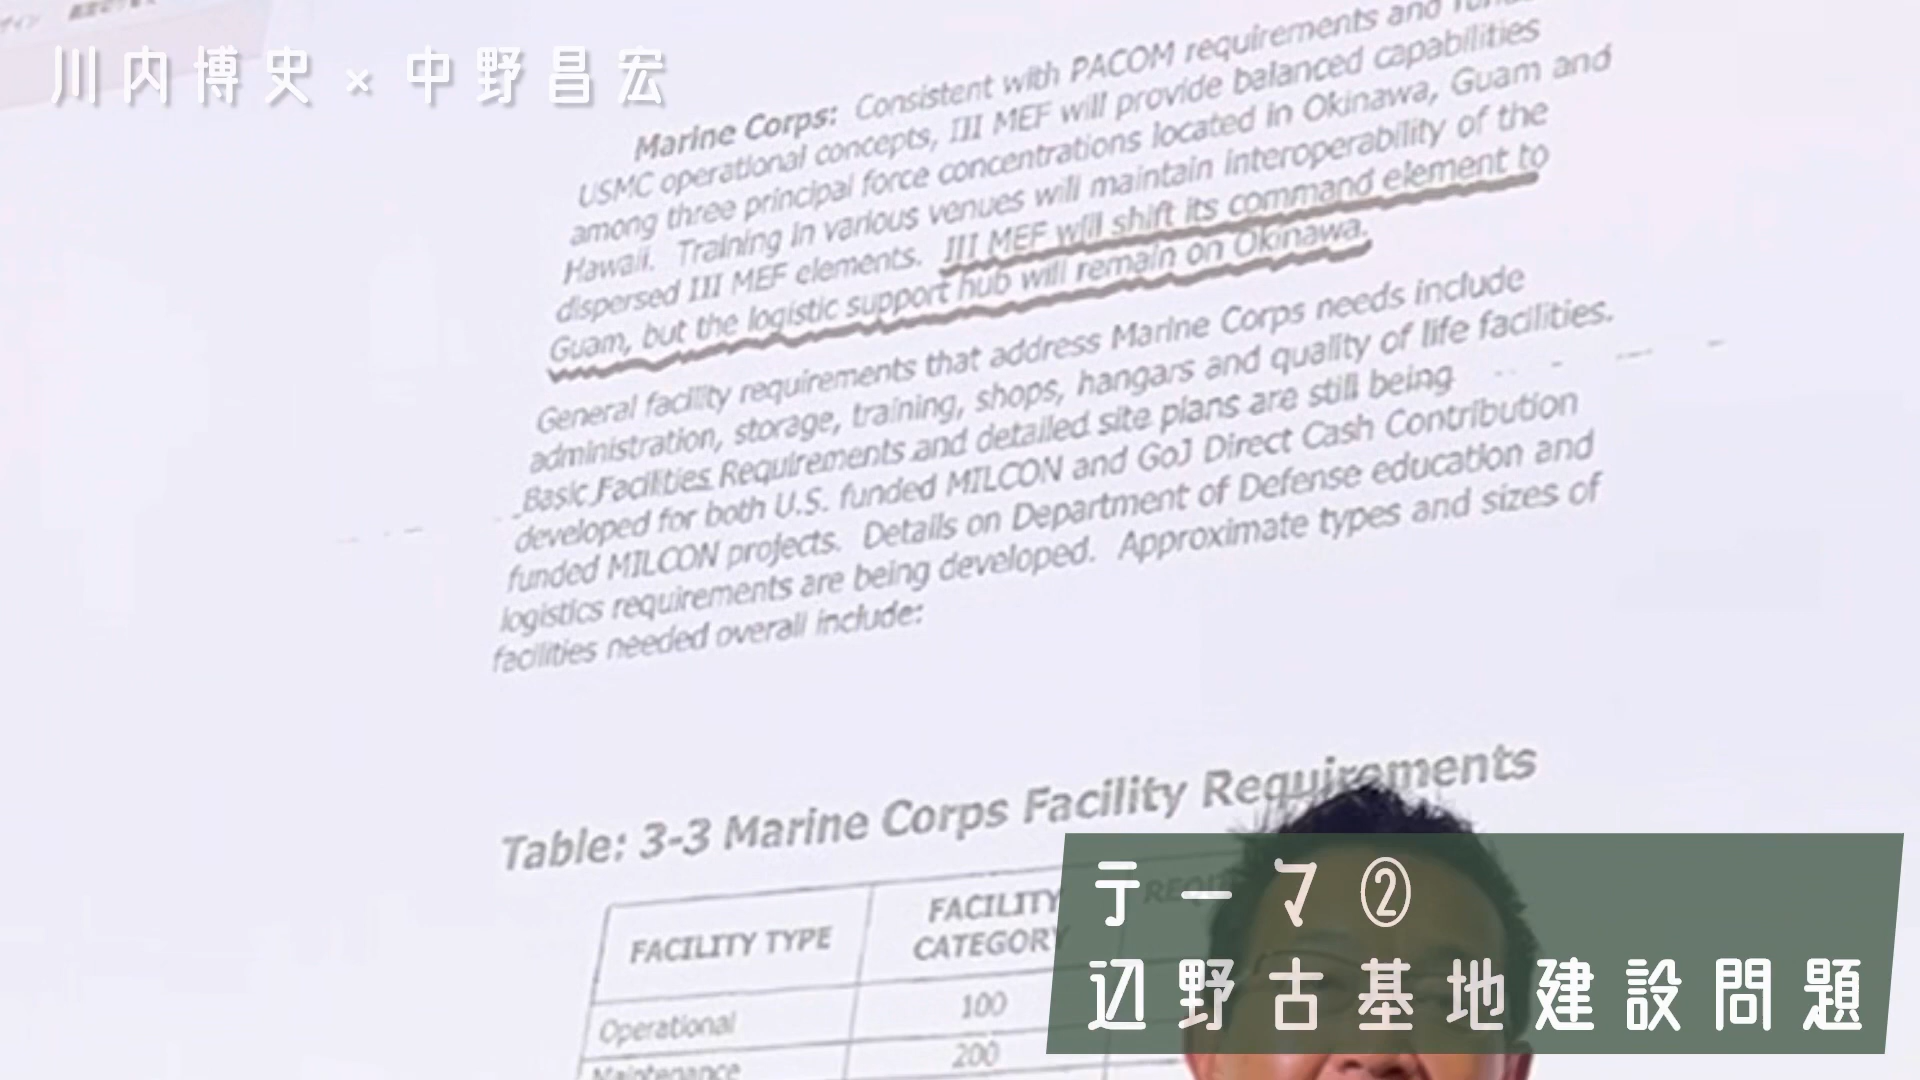 川内博史×中野昌宏
Marine Corps: Consistent with PACOM requirements and
USMC operational concepts, III MEF will provide balanced capabilities
among three principal force concentrations located in Okinawa, Guam and
Hawaii. Training in various venues will maintain interoperability of the
dispersed III MEF elements. III MEF will shift its command element to
Guam, but the logistic support hub will remain on Okinawa.
General facility requirements that address Marine Corps needs include
administration, storage, training, shops, hangars and quality of life facilities.
Basic Facilities Requirements and detailed site plans are still being
developed for both U.S. funded MILCON and GoJ Direct Cash Contribution
funded MILCON projects. Details on Department of Defense education and
logistics requirements are being developed. Approximate types and sizes of
facilities needed overall include:
Table: 3-3 Marine Corps Facility Requirements
FACILITY TYPE
FACILITY
CATEGORY
Operational 100
Maintenance 200
テーマ②
辺野古基地建設問題